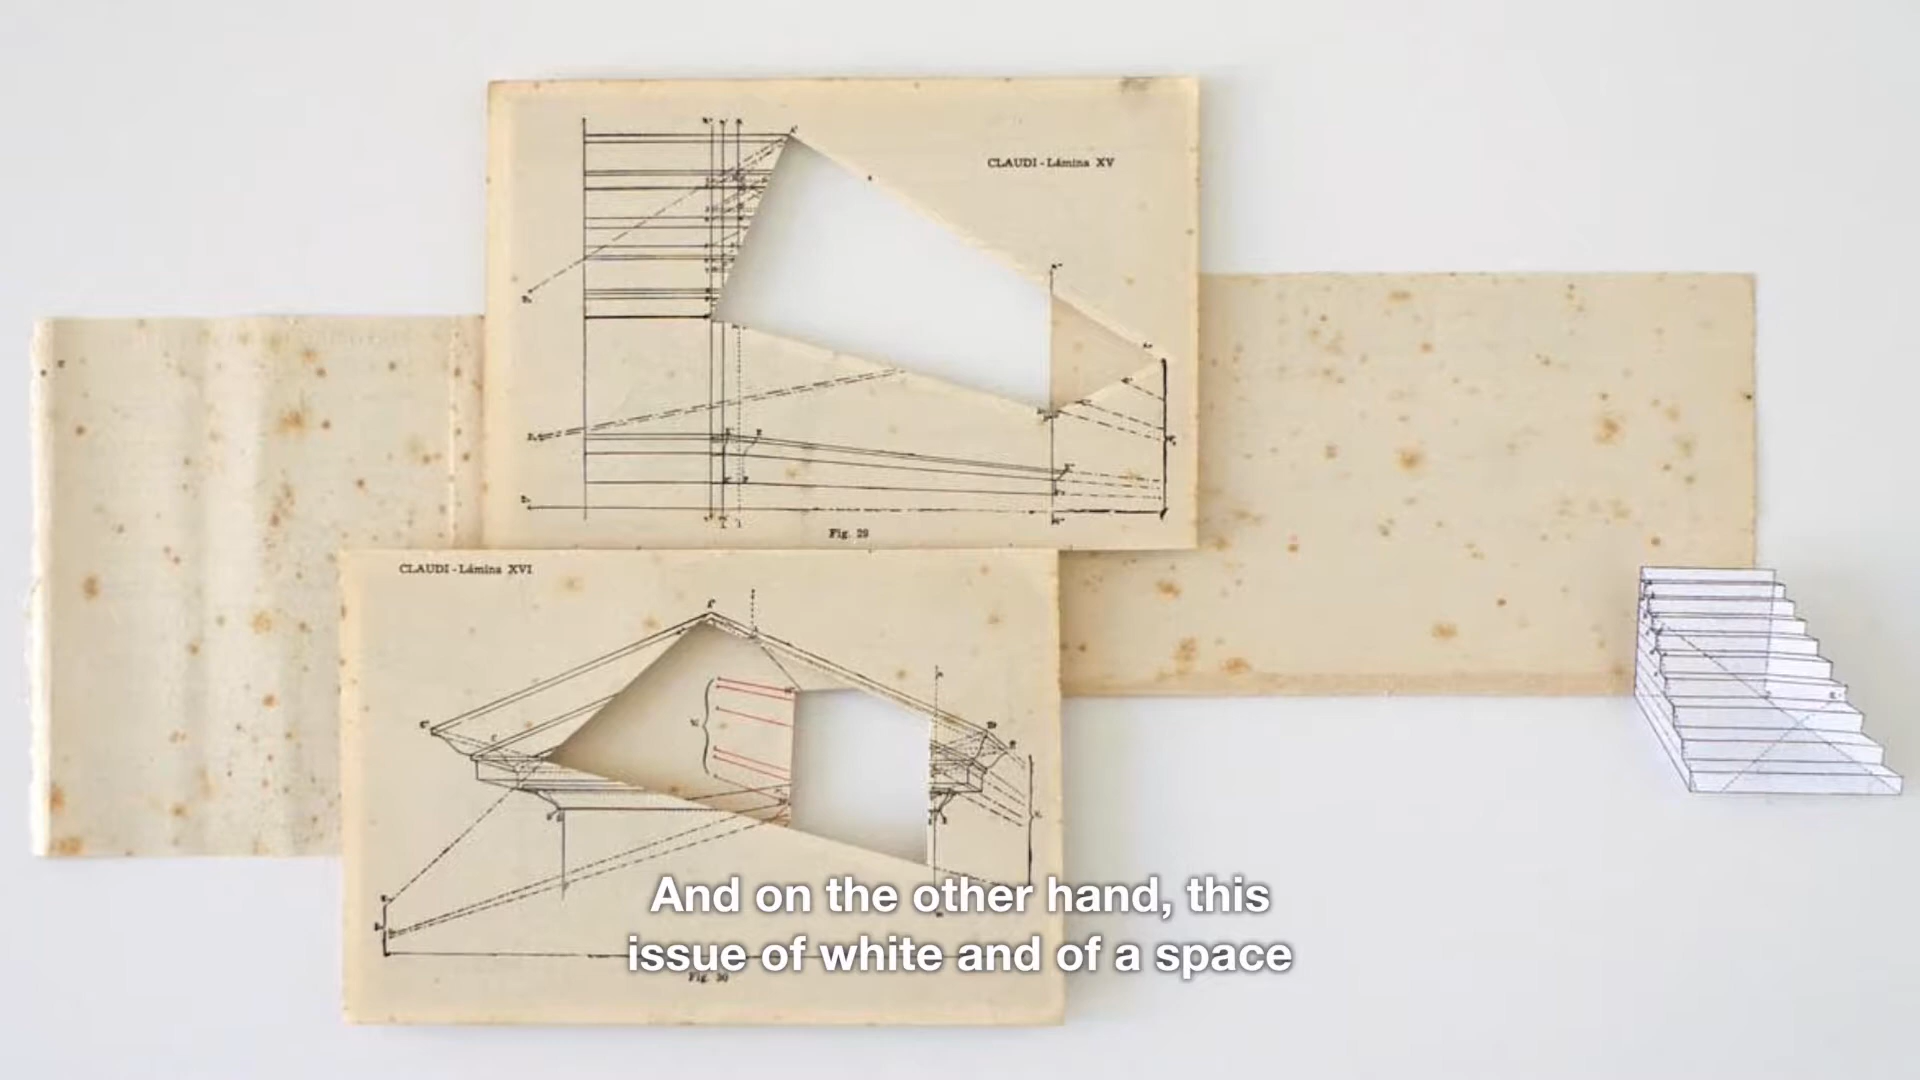 CLAUDI - Lámina XV
Fig. 29
CLAUDI - Lámina XVI
And on the other hand, this
issue of white and of a space
Fig. 30